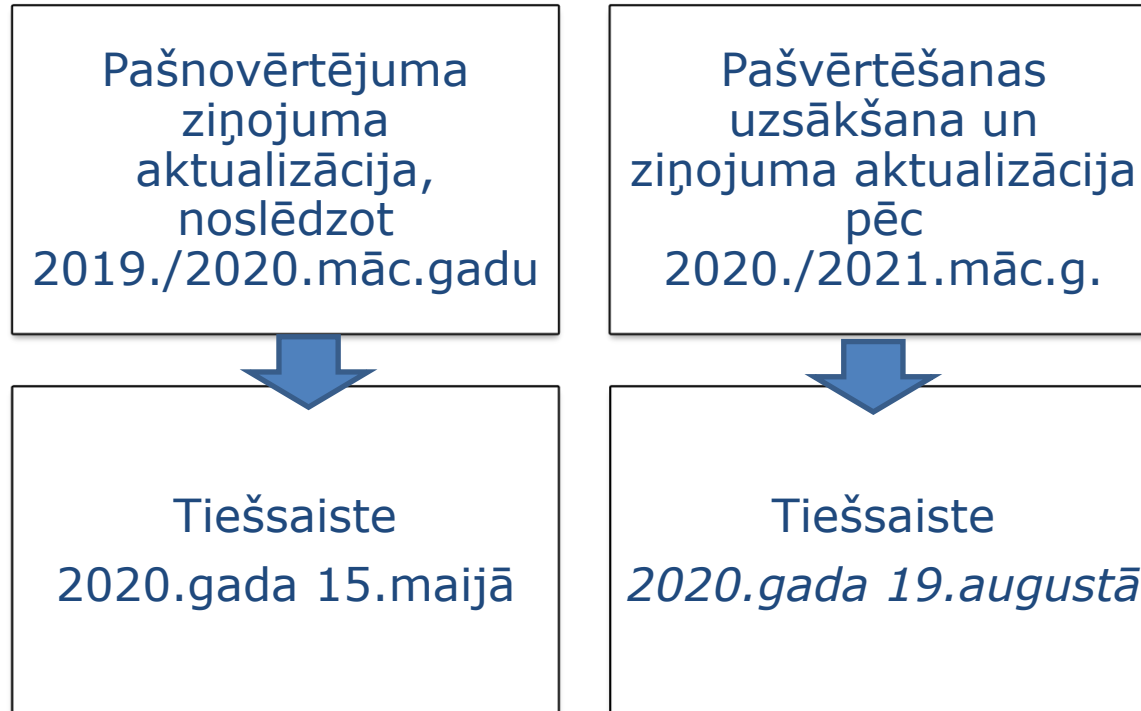 Pašnovērtējuma
ziņojuma
aktualizācija,
noslēdzot
2019./2020.māc.gadu
Tiešsaiste
2020.gada 15.maijā
Pašvērtēšanas
uzsākšana un
ziņojuma aktualizācija
pēc
2020./2021.māc.g.
Tiešsaiste
2020.gada 19.augustā